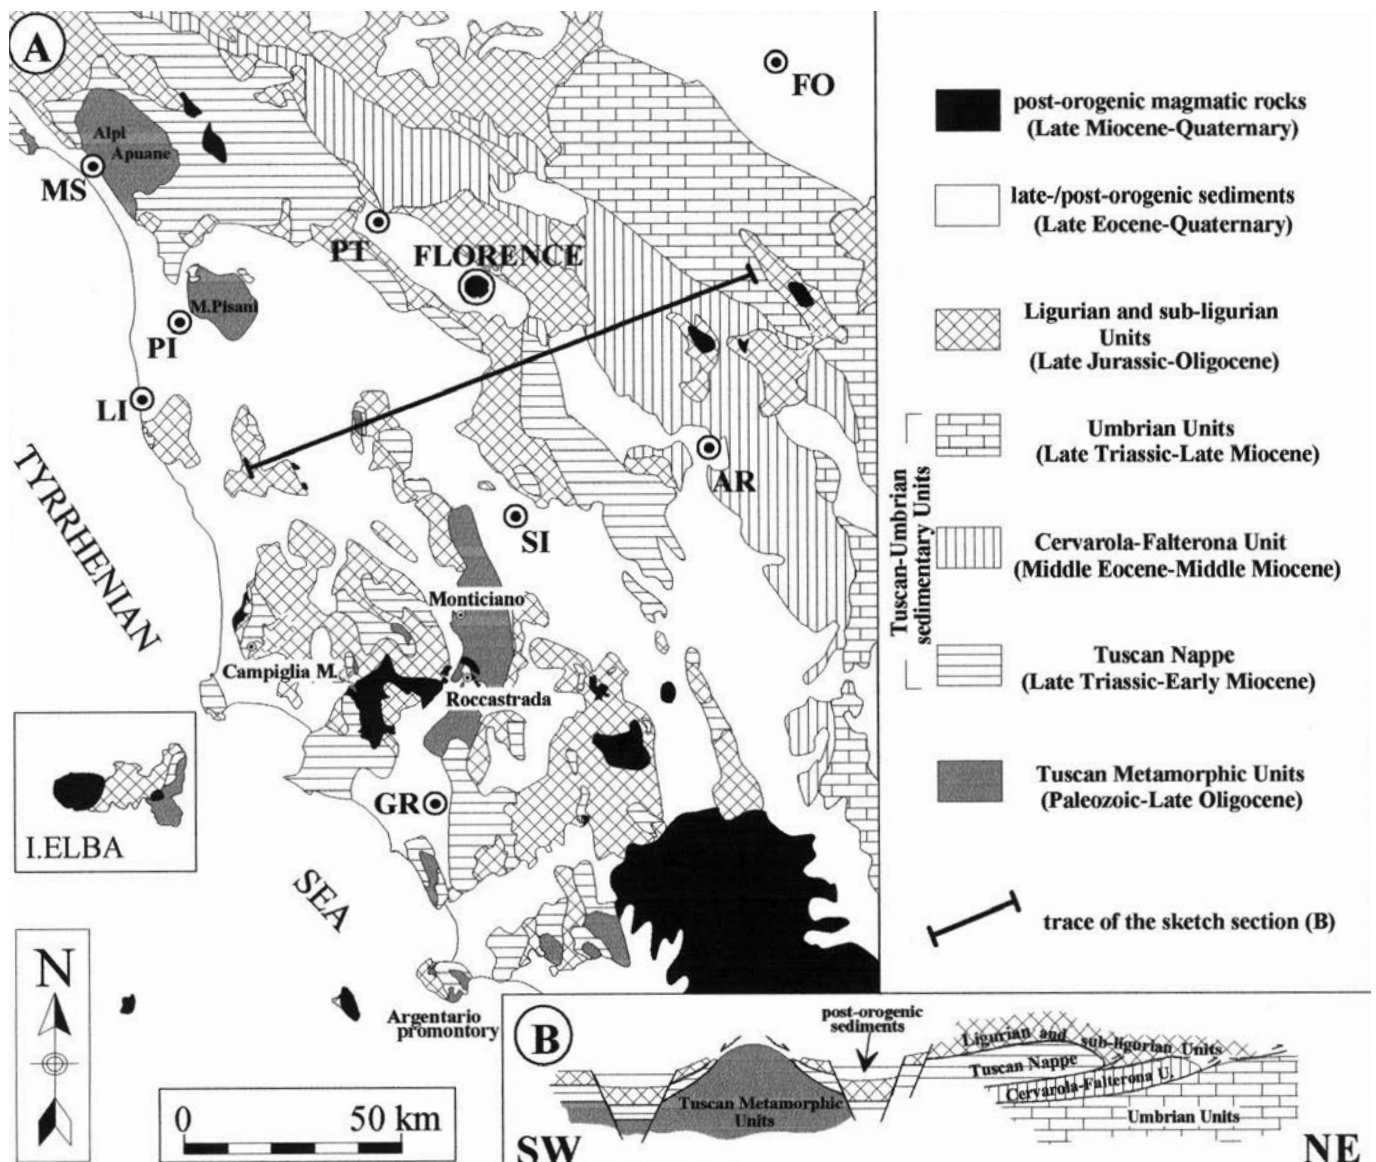 A
FO
Alpi
Apuane
MS
PT
FLORENCE
M.Pisani
PI
LI
AR
SI
TYRRHENIAN
SEA
Monticiano
Campiglia M.
Roccastrada
GR
I.ELBA
Argentario
promontory
N
0 50 km
post-orogenic magmatic rocks
(Late Miocene-Quaternary)
late-/post-orogenic sediments
(Late Eocene-Quaternary)
Ligurian and sub-ligurian
Units
(Late Jurassic-Oligocene)
Tuscan-Umbrian
sedimentary Units
Umbrian Units
(Late Triassic-Late Miocene)
Cervarola-Falterona Unit
(Middle Eocene-Middle Miocene)
Tuscan Nappe
(Late Triassic-Early Miocene)
Tuscan Metamorphic Units
(Paleozoic-Late Oligocene)
trace of the sketch section (B)
B
post-orogenic
sediments
Ligurian and sub-ligurian Units
Tuscan Nappe
Cervarola-Falterona U.
Tuscan Metamorphic
Units
Umbrian Units
SW
NE